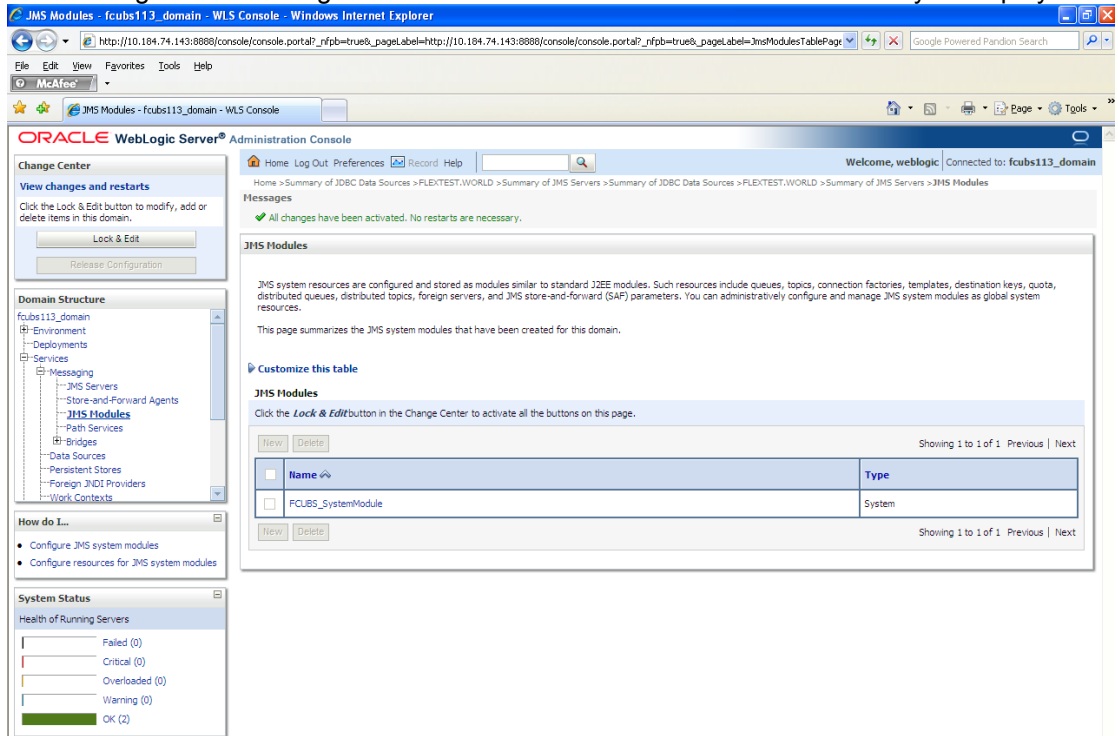 JMS Modules - fcubs113_domain - WLS Console - Windows Internet Explorer
http://10.184.74.143:8888/console/console.portal?_nfpb=true&_pageLabel=http://10.184.74.143:8888/console/console.portal?_nfpb=true&_pageLabel=JmsModulesTablePage
Google Powered Pandion Search
File Edit View Favorites Tools Help
McAfee
JMS Modules - fcubs113_domain - WLS Console
Page Tools
ORACLE WebLogic Server® Administration Console
Change Center
View changes and restarts
Click the Lock & Edit button to modify, add or
delete items in this domain.
Lock & Edit
Release Configuration
Domain Structure
fcubs113_domain
Environment
Deployments
Services
Messaging
JMS Servers
Store-and-Forward Agents
JMS Modules
Path Services
Bridges
Data Sources
Persistent Stores
Foreign JNDI Providers
Work Contexts
How do I...
Configure JMS system modules
Configure resources for JMS system modules
System Status
Health of Running Servers
Failed (0)
Critical (0)
Overloaded (0)
Warning (0)
OK (2)
Home Log Out Preferences Record Help
Welcome, weblogic Connected to: fcubs113_domain
Home >Summary of JDBC Data Sources >FLEXTEST.WORLD >Summary of JMS Servers >Summary of JDBC Data Sources >FLEXTEST.WORLD >Summary of JMS Servers >JMS Modules
Messages
All changes have been activated. No restarts are necessary.
JMS Modules
JMS system resources are configured and stored as modules similar to standard J2EE modules. Such resources include queues, topics, connection factories, templates, destination keys, quota,
distributed queues, distributed topics, foreign servers, and JMS store-and-forward (SAF) parameters. You can administratively configure and manage JMS system modules as global system
resources.
This page summarizes the JMS system modules that have been created for this domain.
Customize this table
JMS Modules
Click the Lock & Edit button in the Change Center to activate all the buttons on this page.
New Delete
Showing 1 to 1 of 1 Previous | Next
Name Type
FCUBS_SystemModule System
New Delete
Showing 1 to 1 of 1 Previous | Next